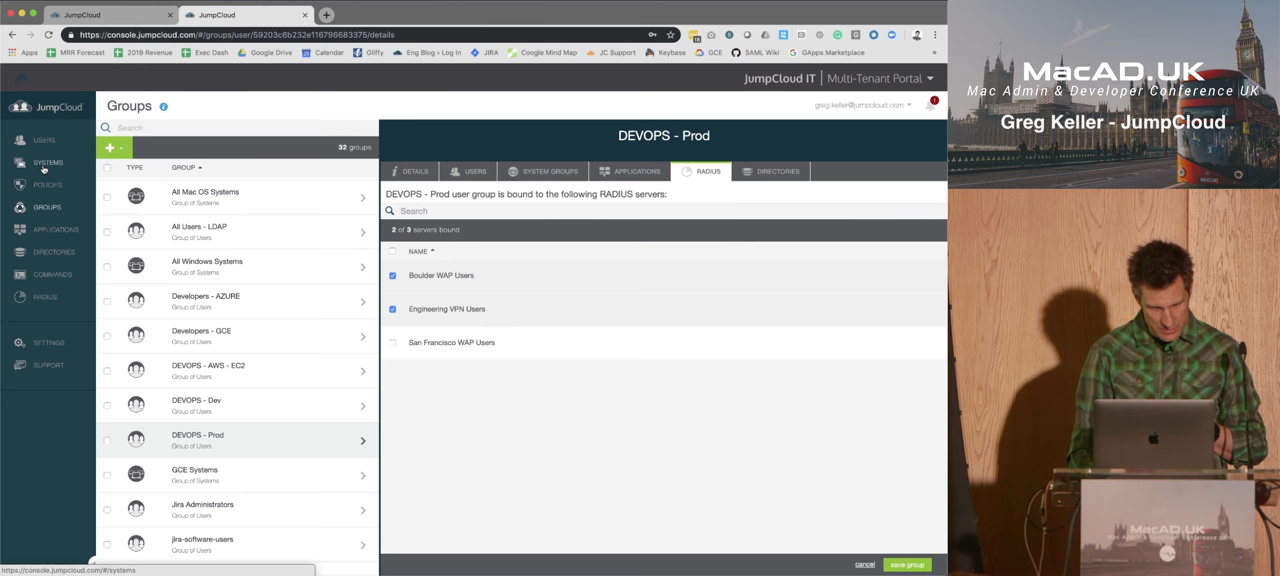 JumpCloud
JumpCloud
https://console.jumpcloud.com/#/groups/user/59203c6b232e116796683375/details
Apps
MRR Forecast
2019 Revenue
Exec Dash
Google Drive
Calendar
Gliffy
Eng Blog › Log In
JIRA
Google Mind Map
JC Support
Keybase
GCE
SAML Wiki
GApps Marketplace
»
JumpCloud IT | Multi-Tenant Portal
JumpCloud
Groups
greg.keller@jumpcloud.com
USERS
SYSTEMS
POLICIES
GROUPS
APPLICATIONS
DIRECTORIES
COMMANDS
RADIUS
SETTINGS
SUPPORT
Search
32 groups
TYPE
GROUP
All Mac OS Systems
Group of Systems
All Users - LDAP
Group of Users
All Windows Systems
Group of Systems
Developers - AZURE
Group of Users
Developers - GCE
Group of Users
DEVOPS - AWS - EC2
Group of Users
DEVOPS - Dev
Group of Users
DEVOPS - Prod
Group of Users
GCE Systems
Group of Systems
Jira Administrators
Group of Users
jira-software-users
Group of Users
https://console.jumpcloud.com/#/systems
DEVOPS - Prod
DETAILS
USERS
SYSTEM GROUPS
APPLICATIONS
RADIUS
DIRECTORIES
DEVOPS - Prod user group is bound to the following RADIUS servers:
Search
2 of 3 servers bound
NAME
Boulder WAP Users
Engineering VPN Users
San Francisco WAP Users
cancel
save group
MacAD.UK
Mac Admin & Developer Conference UK
Greg Keller - JumpCloud
MacAD.UK
Mac Admin & Developer Conference UK